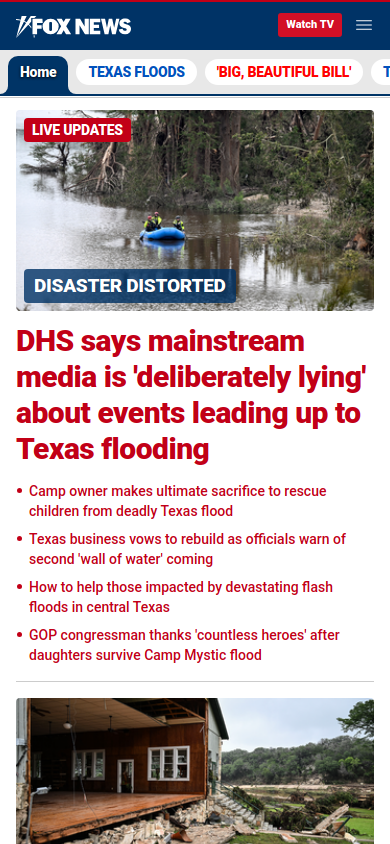 FOX NEWS
Watch TV
Home
TEXAS FLOODS
'BIG, BEAUTIFUL BILL'
LIVE UPDATES
DISASTER DISTORTED
DHS says mainstream
media is 'deliberately lying'
about events leading up to
Texas flooding
• Camp owner makes ultimate sacrifice to rescue
children from deadly Texas flood
• Texas business vows to rebuild as officials warn of
second 'wall of water' coming
• How to help those impacted by devastating flash
floods in central Texas
• GOP congressman thanks 'countless heroes' after
daughters survive Camp Mystic flood